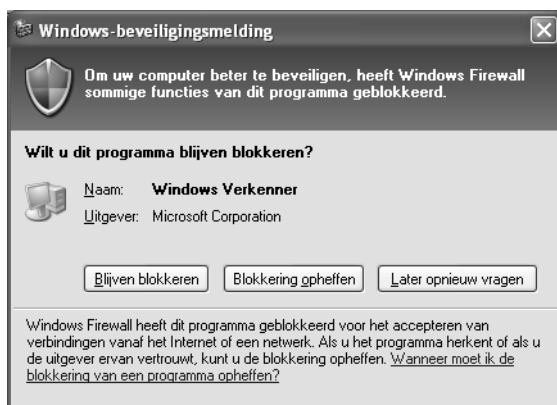 Windows-beveiligingsmelding
Om uw computer beter te beveiligen, heeft Windows Firewall
sommige functies van dit programma geblokkeerd.
Wilt u dit programma blijven blokkeren?
Naam: Windows Verkenner
Uitgever: Microsoft Corporation
Blijven blokkeren Blokkering opheffen Later opnieuw vragen
Windows Firewall heeft dit programma geblokkeerd voor het accepteren van
verbindingen vanaf het Internet of een netwerk. Als u het programma herkent of als u
de uitgever ervan vertrouwt, kunt u de blokkering opheffen. Wanneer moet ik de
blokkering van een programma opheffen?